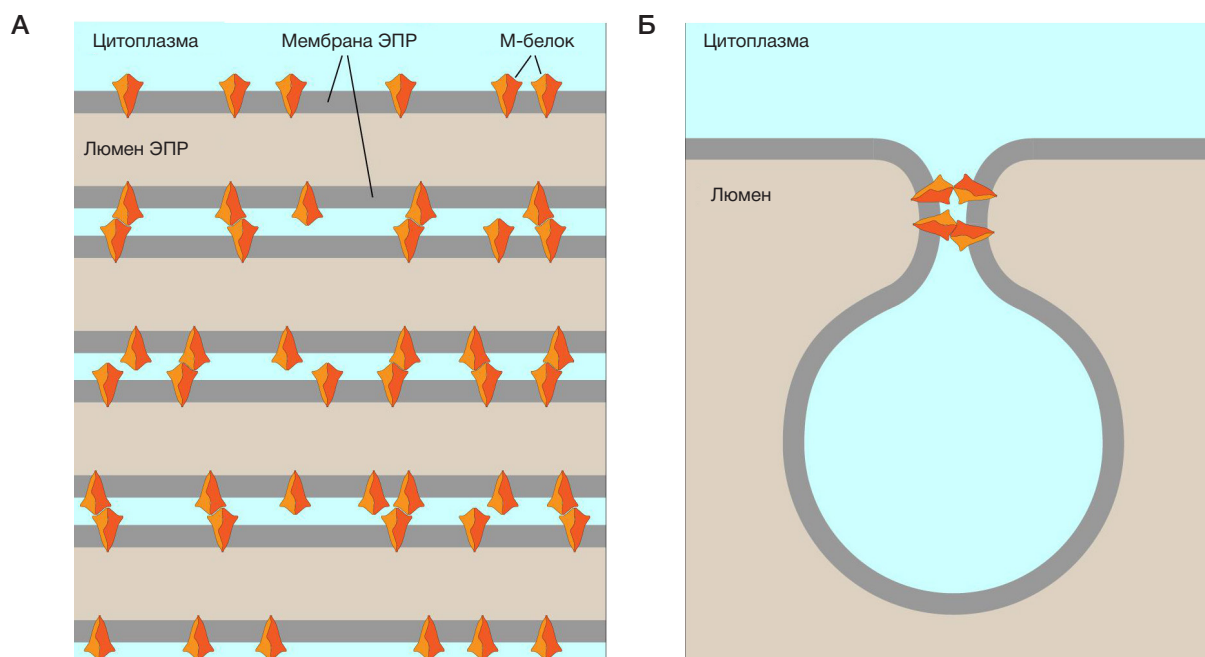 А
Цитоплазма
Мембрана ЭПР
М-белок
Люмен ЭПР
Б
Цитоплазма
Люмен